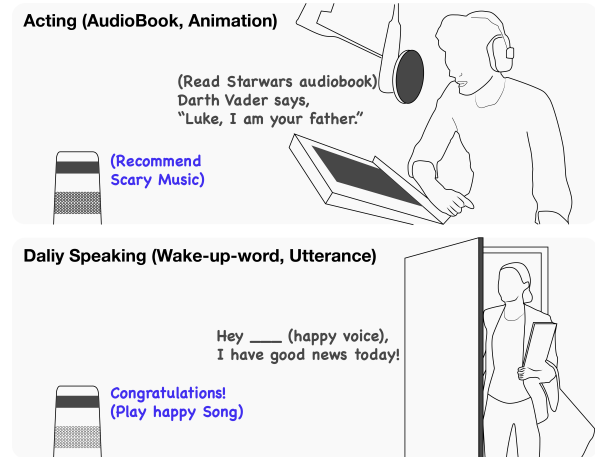 Acting (AudioBook, Animation)
(Read Starwars audiobook)
Darth Vader says,
“Luke, I am your father.”
(Recommend
Scary Music)
Daliy Speaking (Wake-up-word, Utterance)
Hey ___ (happy voice),
I have good news today!
Congratulations!
(Play happy Song)